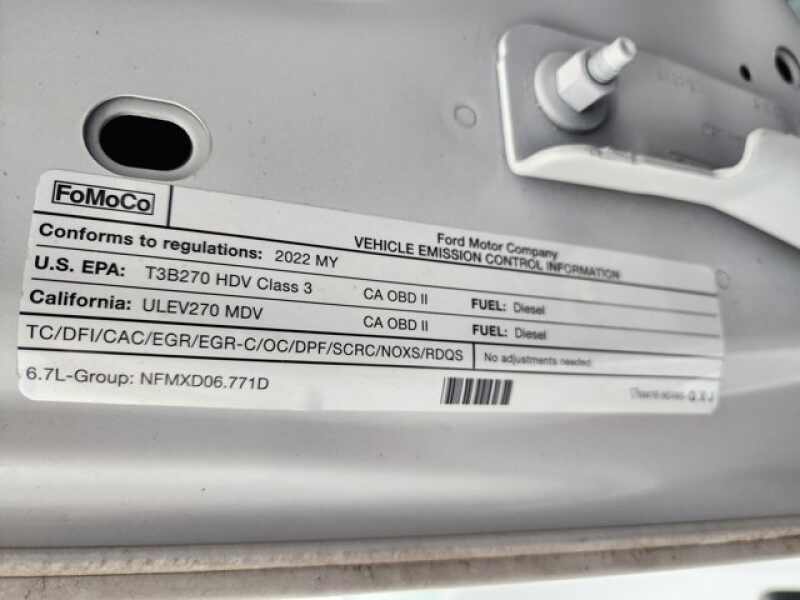 FoMoCo
Ford Motor Company
VEHICLE EMISSION CONTROL INFORMATION
Conforms to regulations: 2022 MY
U.S. EPA: T3B270 HDV Class 3 CA OBD II FUEL: Diesel
California: ULEV270 MDV CA OBD II FUEL: Diesel
TC/DFI/CAC/EGR/EGR-C/OC/DPF/SCRC/NOXS/RDQS No adjustments needed.
6.7L-Group: NFMXD06.771D